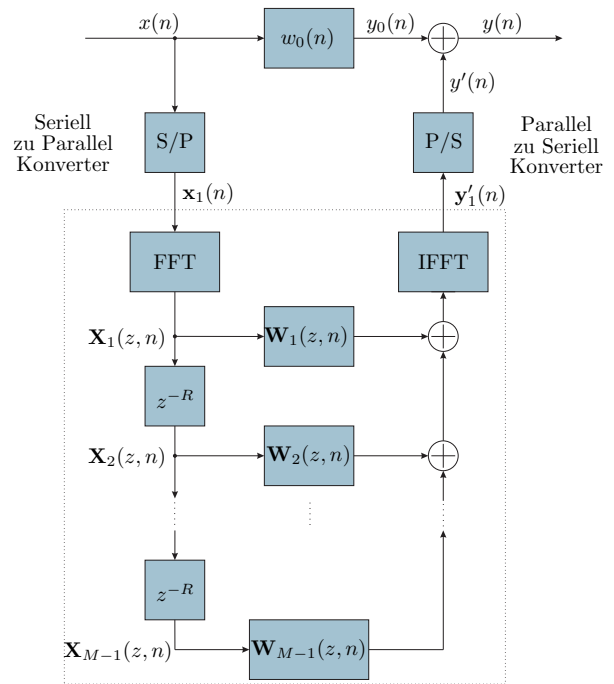 x(n)
w₀(n)
y₀(n)
y(n)
y′(n)
Seriell
zu Parallel
Konverter
S/P
P/S
Parallel
zu Seriell
Konverter
𝐱₁(n)
𝐲′₁(n)
FFT
IFFT
𝐗₁(z, n)
𝐖₁(z, n)
z⁻ᴿ
𝐗₂(z, n)
𝐖₂(z, n)
z⁻ᴿ
𝐗_{M−1}(z, n)
𝐖_{M−1}(z, n)